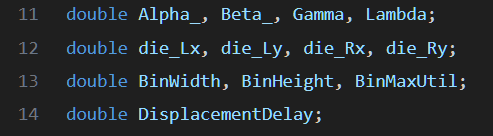 11 double Alpha_, Beta_, Gamma, Lambda;
12 double die_Lx, die_Ly, die_Rx, die_Ry;
13 double BinWidth, BinHeight, BinMaxUtil;
14 double DisplacementDelay;